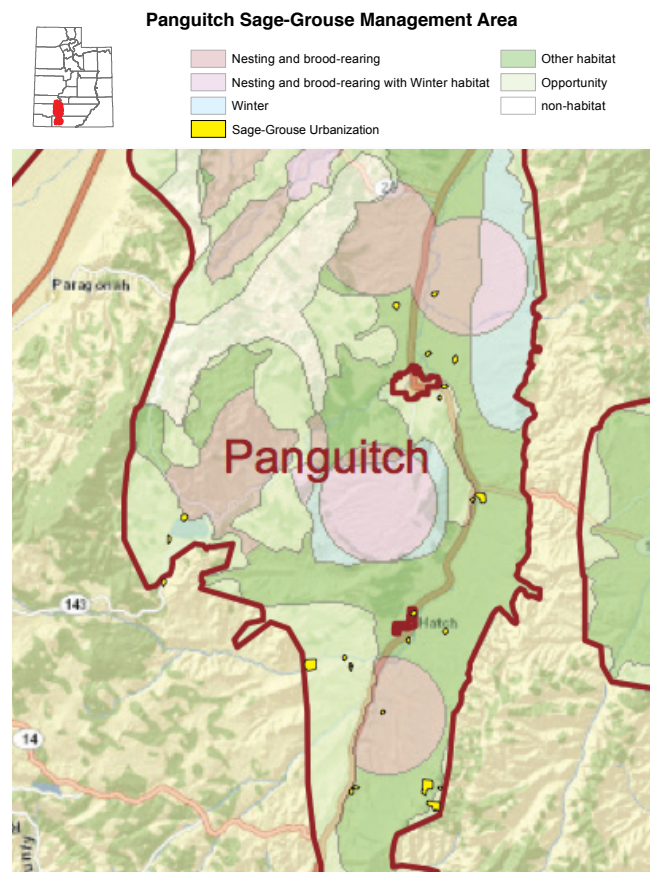 Panguitch Sage-Grouse Management Area
Nesting and brood-rearing
Nesting and brood-rearing with Winter habitat
Winter
Sage-Grouse Urbanization
Other habitat
Opportunity
non-habitat
Paragonah
Panguitch
143
Hatch
14
unty